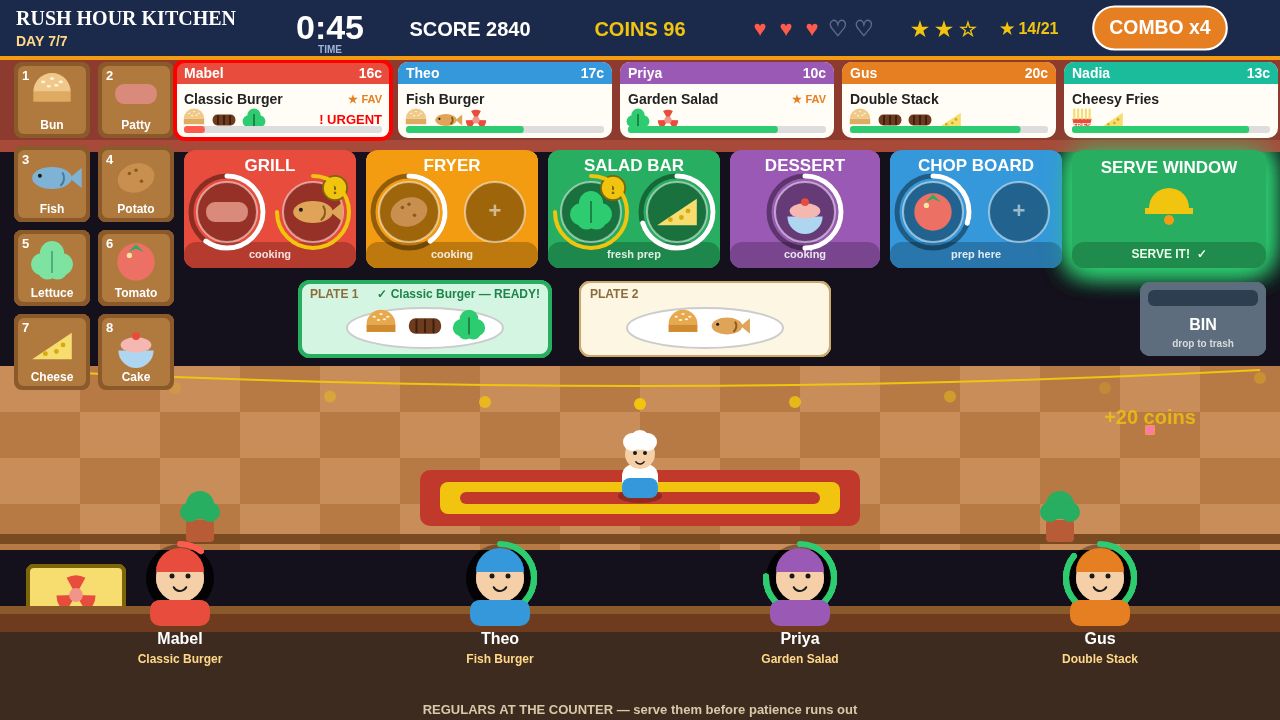 RUSH HOUR KITCHEN
DAY 7/7
0:45
TIME
SCORE 2840
COINS 96
♥ ♥ ♥ ♡ ♡
★ ★ ☆
★ 14/21
COMBO x4
1
Bun
2
Patty
3
Fish
4
Potato
5
Lettuce
6
Tomato
7
Cheese
8
Cake
Mabel 16c
Classic Burger ★ FAV
! URGENT
Theo 17c
Fish Burger
Priya 10c
Garden Salad ★ FAV
Gus 20c
Double Stack
Nadia 13c
Cheesy Fries
GRILL
!
cooking
FRYER
+
cooking
SALAD BAR
!
fresh prep
DESSERT
cooking
CHOP BOARD
+
prep here
SERVE WINDOW
SERVE IT! ✓
PLATE 1 ✓ Classic Burger — READY!
PLATE 2
BIN
drop to trash
+20 coins
Mabel
Classic Burger
Theo
Fish Burger
Priya
Garden Salad
Gus
Double Stack
REGULARS AT THE COUNTER — serve them before patience runs out